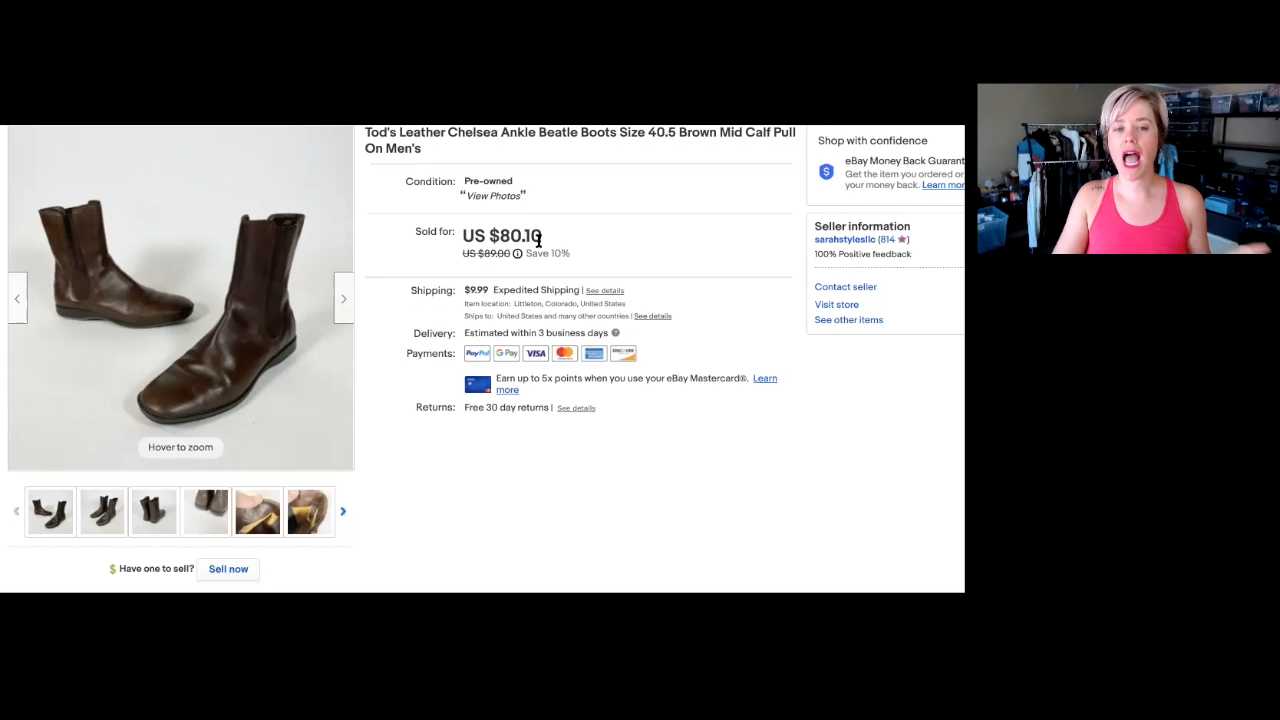 Tod's Leather Chelsea Ankle Beatle Boots Size 40.5 Brown Mid Calf Pull
On Men's
Condition: Pre-owned
“View Photos”
Sold for: US $80.10
US $89.00 Save 10%
Shipping: $9.99 Expedited Shipping | See details
Item location: Littleton, Colorado, United States
Ships to: United States and many other countries | See details
Delivery: Estimated within 3 business days
Payments: PayPal G Pay VISA
Earn up to 5x points when you use your eBay Mastercard®. Learn
more
Returns: Free 30 day returns | See details
Hover to zoom
$ Have one to sell? Sell now
Shop with confidence
eBay Money Back Guarant
Get the item you ordered or
your money back. Learn mor
Seller information
sarahstylesllc (814)
100% Positive feedback
Contact seller
Visit store
See other items